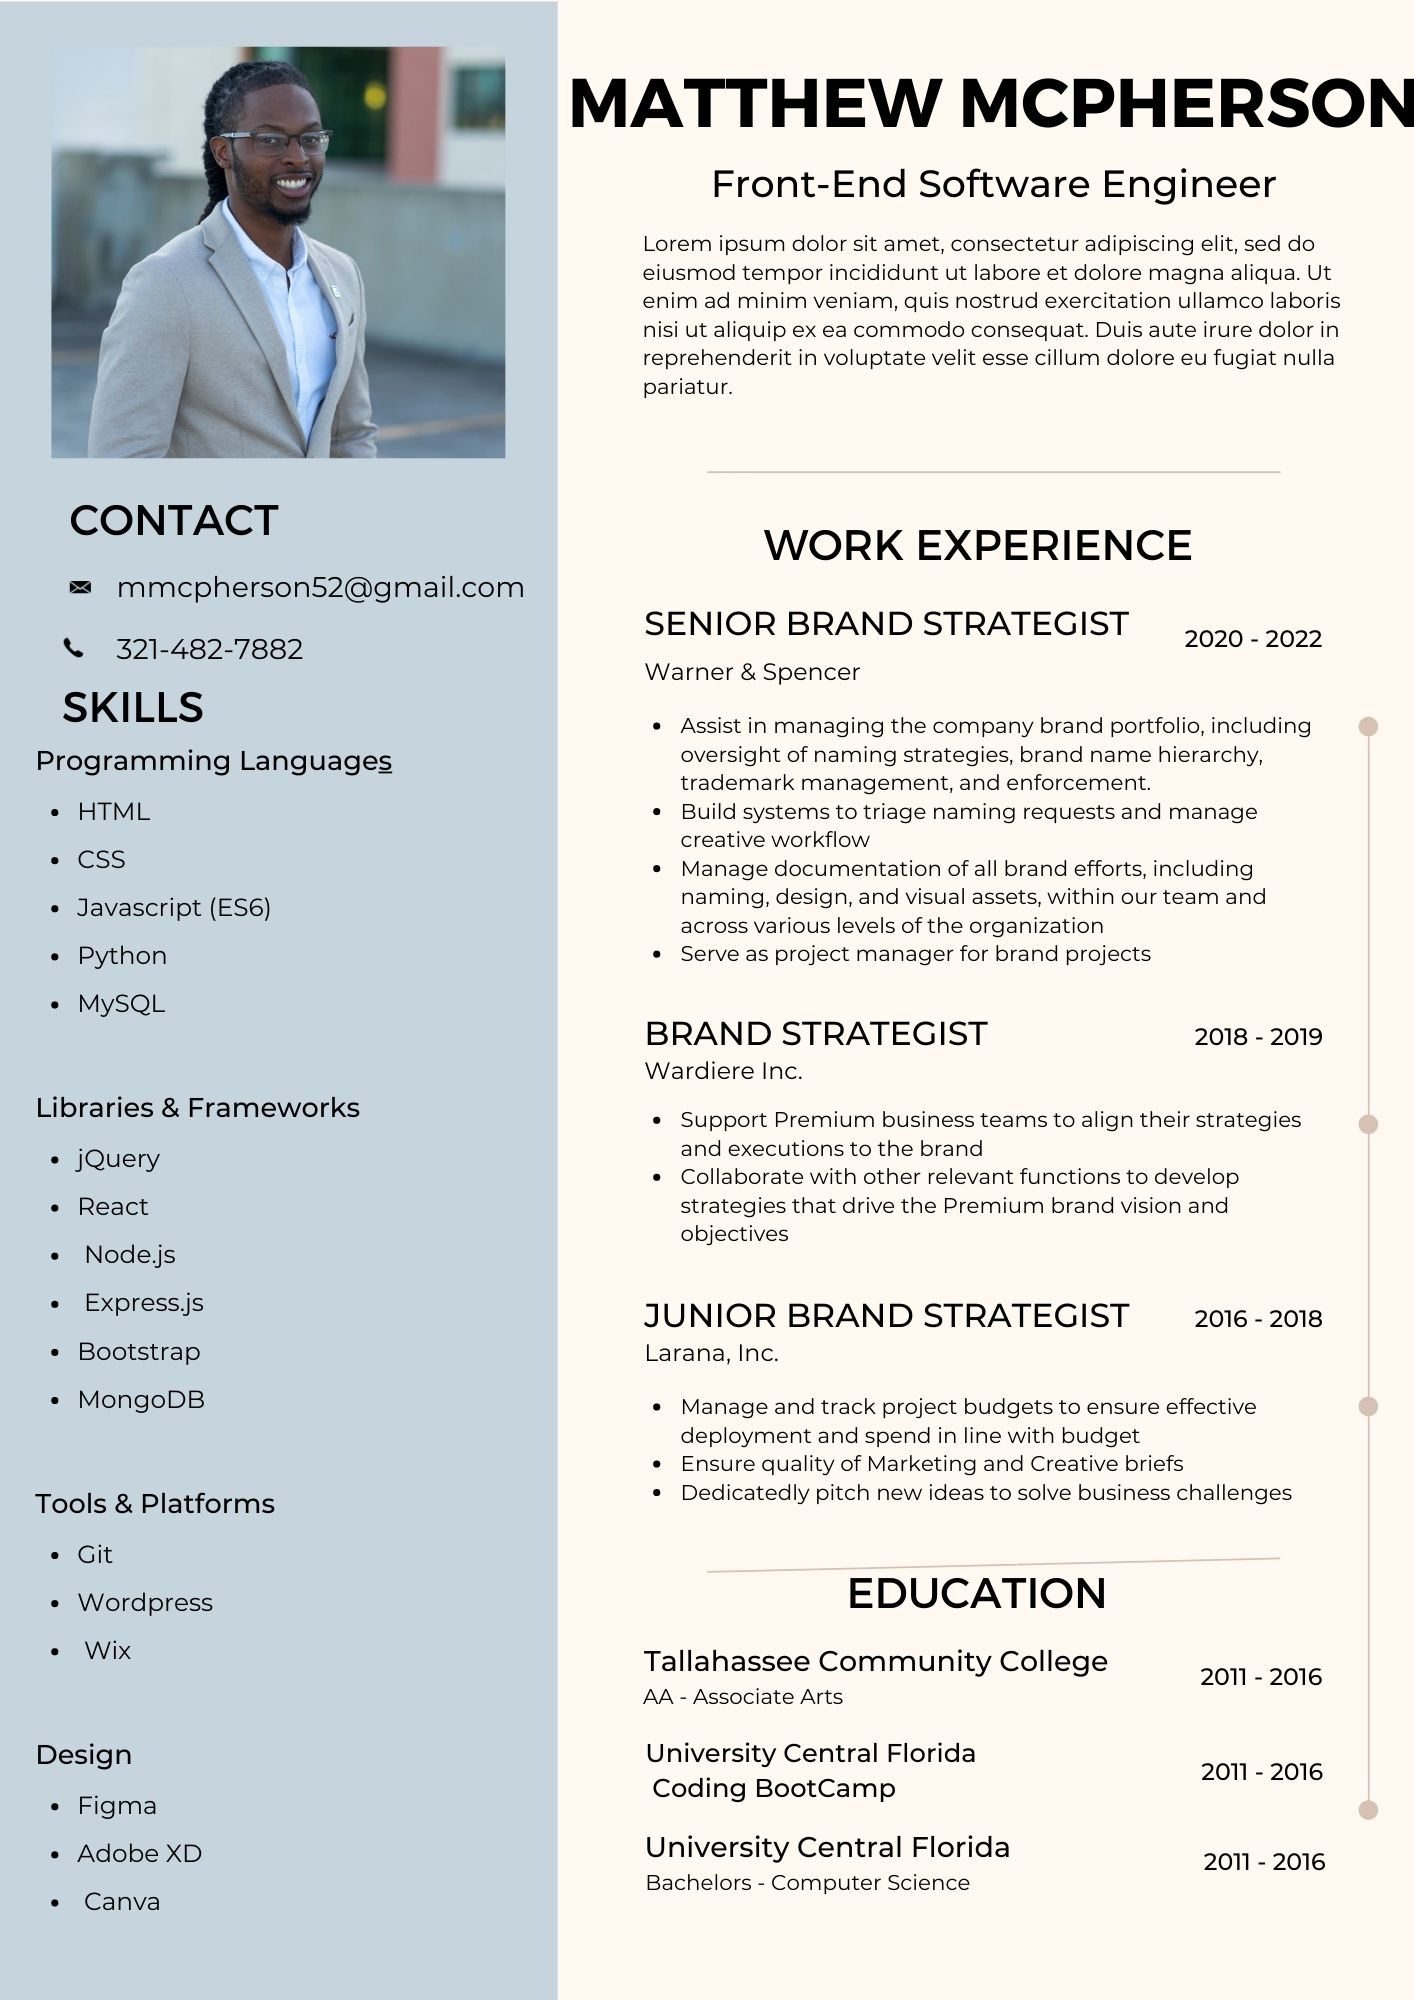 MATTHEW MCPHERSON
Front-End Software Engineer
Lorem ipsum dolor sit amet, consectetur adipiscing elit, sed do
eiusmod tempor incididunt ut labore et dolore magna aliqua. Ut
enim ad minim veniam, quis nostrud exercitation ullamco laboris
nisi ut aliquip ex ea commodo consequat. Duis aute irure dolor in
reprehenderit in voluptate velit esse cillum dolore eu fugiat nulla
pariatur.
CONTACT
mmcpherson52@gmail.com
321-482-7882
SKILLS
Programming Languages
• HTML
• CSS
• Javascript (ES6)
• Python
• MySQL
Libraries & Frameworks
• jQuery
• React
• Node.js
• Express.js
• Bootstrap
• MongoDB
Tools & Platforms
• Git
• Wordpress
• Wix
Design
• Figma
• Adobe XD
• Canva
WORK EXPERIENCE
SENIOR BRAND STRATEGIST
2020 - 2022
Warner & Spencer
• Assist in managing the company brand portfolio, including
oversight of naming strategies, brand name hierarchy,
trademark management, and enforcement.
• Build systems to triage naming requests and manage
creative workflow
• Manage documentation of all brand efforts, including
naming, design, and visual assets, within our team and
across various levels of the organization
• Serve as project manager for brand projects
BRAND STRATEGIST
2018 - 2019
Wardiere Inc.
• Support Premium business teams to align their strategies
and executions to the brand
• Collaborate with other relevant functions to develop
strategies that drive the Premium brand vision and
objectives
JUNIOR BRAND STRATEGIST
2016 - 2018
Larana, Inc.
• Manage and track project budgets to ensure effective
deployment and spend in line with budget
• Ensure quality of Marketing and Creative briefs
• Dedicatedly pitch new ideas to solve business challenges
EDUCATION
Tallahassee Community College
2011 - 2016
AA - Associate Arts
University Central Florida
Coding BootCamp
2011 - 2016
University Central Florida
2011 - 2016
Bachelors - Computer Science